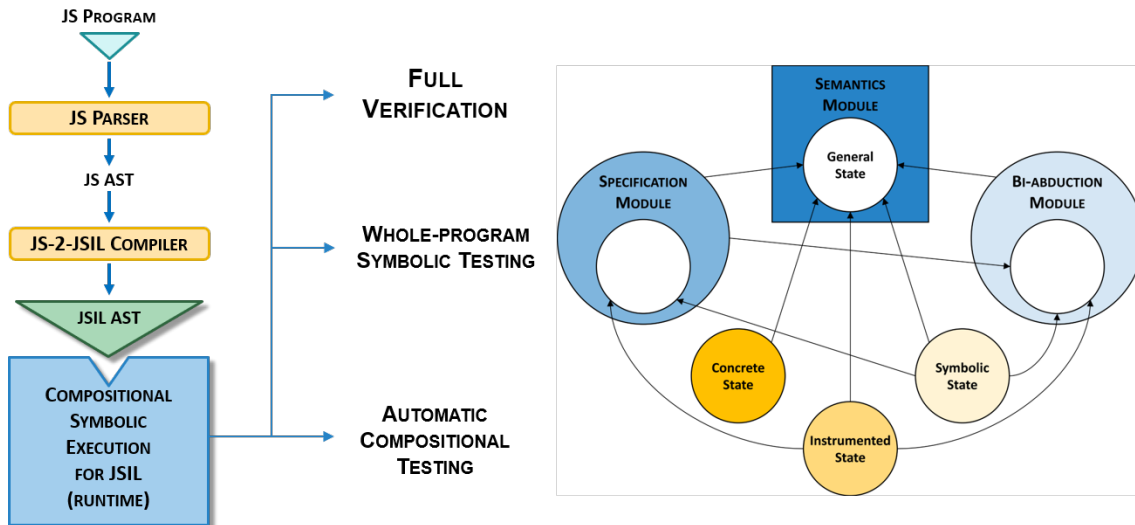 JS PROGRAM
JS PARSER
JS AST
JS-2-JSIL COMPILER
JSIL AST
COMPOSITIONAL
SYMBOLIC
EXECUTION
FOR JSIL
(RUNTIME)
FULL
VERIFICATION
WHOLE-PROGRAM
SYMBOLIC TESTING
AUTOMATIC
COMPOSITIONAL
TESTING
SEMANTICS
MODULE
General
State
SPECIFICATION
MODULE
BI-ABDUCTION
MODULE
Concrete
State
Symbolic
State
Instrumented
State